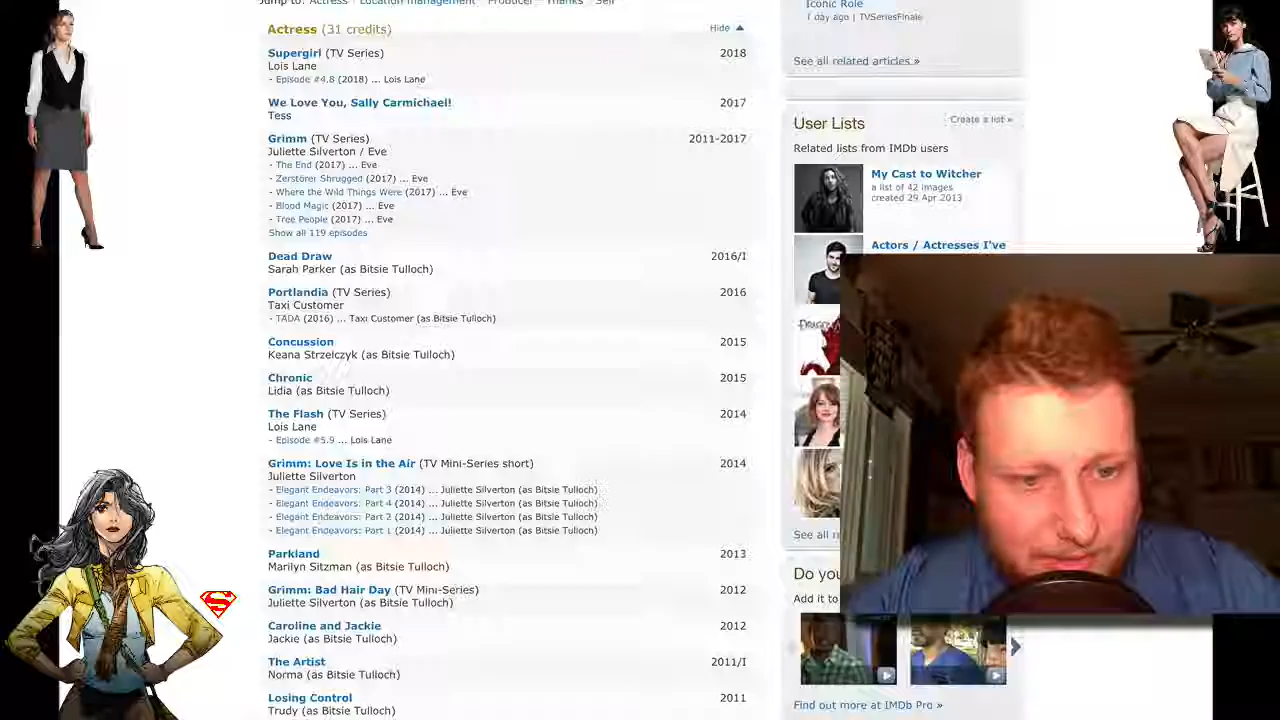 Jump to: Actress | Location management | Producer | Thanks | Self
Actress (31 credits)
Hide
Supergirl (TV Series)
2018
Lois Lane
- Episode #4.8 (2018) ... Lois Lane
We Love You, Sally Carmichael!
2017
Tess
Grimm (TV Series)
2011-2017
Juliette Silverton / Eve
- The End (2017) ... Eve
- Zerstörer Shrugged (2017) ... Eve
- Where the Wild Things Were (2017) ... Eve
- Blood Magic (2017) ... Eve
- Tree People (2017) ... Eve
Show all 119 episodes
Dead Draw
2016/I
Sarah Parker (as Bitsie Tulloch)
Portlandia (TV Series)
2016
Taxi Customer
- TADA (2016) ... Taxi Customer (as Bitsie Tulloch)
Concussion
2015
Keana Strzelczyk (as Bitsie Tulloch)
Chronic
2015
Lidia (as Bitsie Tulloch)
The Flash (TV Series)
2014
Lois Lane
- Episode #5.9 ... Lois Lane
Grimm: Love Is in the Air (TV Mini-Series short)
2014
Juliette Silverton
- Elegant Endeavors: Part 3 (2014) ... Juliette Silverton (as Bitsie Tulloch)
- Elegant Endeavors: Part 4 (2014) ... Juliette Silverton (as Bitsie Tulloch)
- Elegant Endeavors: Part 2 (2014) ... Juliette Silverton (as Bitsie Tulloch)
- Elegant Endeavors: Part 1 (2014) ... Juliette Silverton (as Bitsie Tulloch)
Parkland
2013
Marilyn Sitzman (as Bitsie Tulloch)
Grimm: Bad Hair Day (TV Mini-Series)
2012
Juliette Silverton (as Bitsie Tulloch)
Caroline and Jackie
2012
Jackie (as Bitsie Tulloch)
The Artist
2011/I
Norma (as Bitsie Tulloch)
Losing Control
2011
Trudy (as Bitsie Tulloch)
Iconic Role
1 day ago | TVSeriesFinale
See all related articles »
User Lists
Create a list »
Related lists from IMDb users
My Cast to Witcher
a list of 42 images
created 29 Apr 2013
Actors / Actresses I've
See all
Do you
Add it to
Find out more at IMDb Pro »